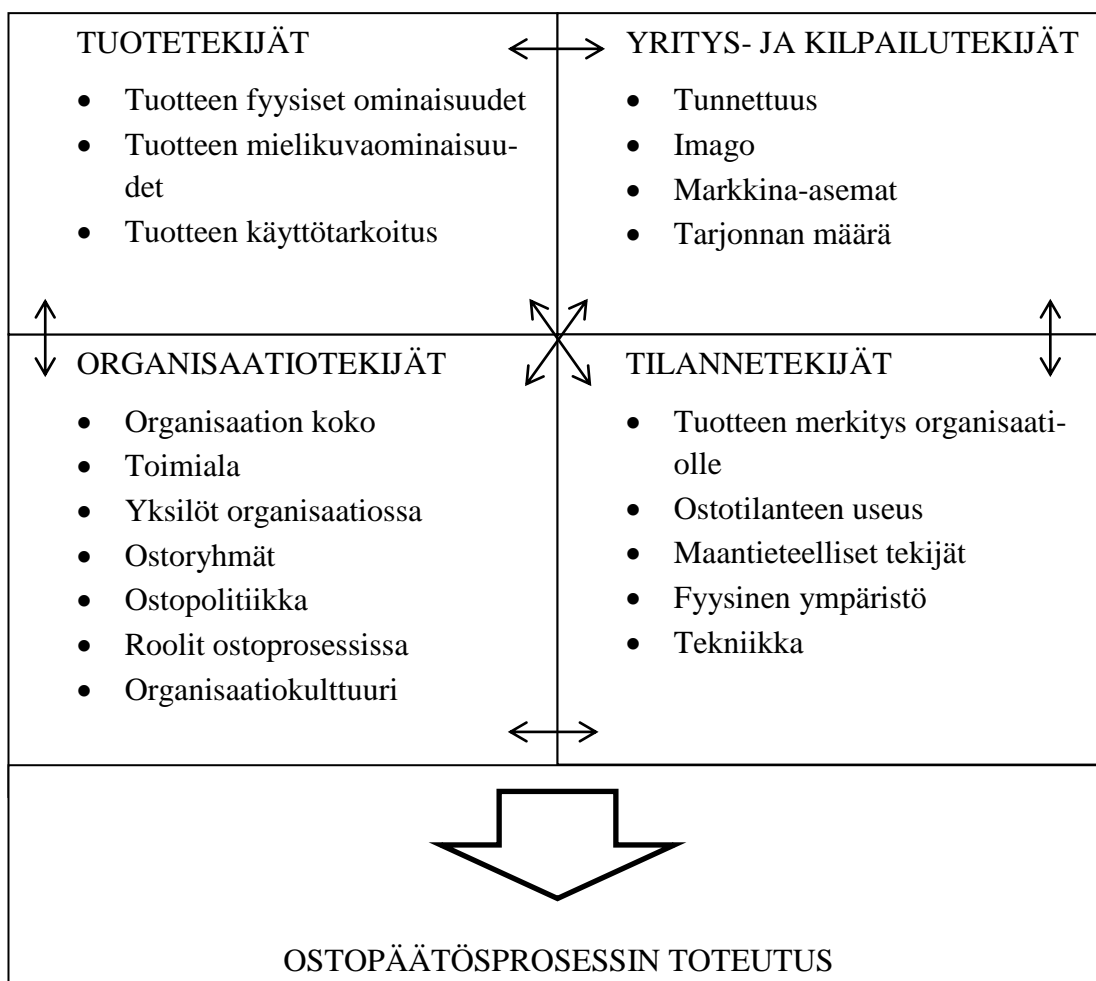 TUOTETEKIJÄT
• Tuotteen fyysiset ominaisuudet
• Tuotteen mielikuvaominaisuu-
det
• Tuotteen käyttötarkoitus
YRITYS- JA KILPAILUTEKIJÄT
• Tunnettuus
• Imago
• Markkina-asemat
• Tarjonnan määrä
ORGANISAATIOTEKIJÄT
• Organisaation koko
• Toimiala
• Yksilöt organisaatiossa
• Ostoryhmät
• Ostopolitiikka
• Roolit ostoprosessissa
• Organisaatiokulttuuri
TILANNETEKIJÄT
• Tuotteen merkitys organisaati-
olle
• Ostotilanteen useus
• Maantieteelliset tekijät
• Fyysinen ympäristö
• Tekniikka
OSTOPÄÄTÖSPROSESSIN TOTEUTUS